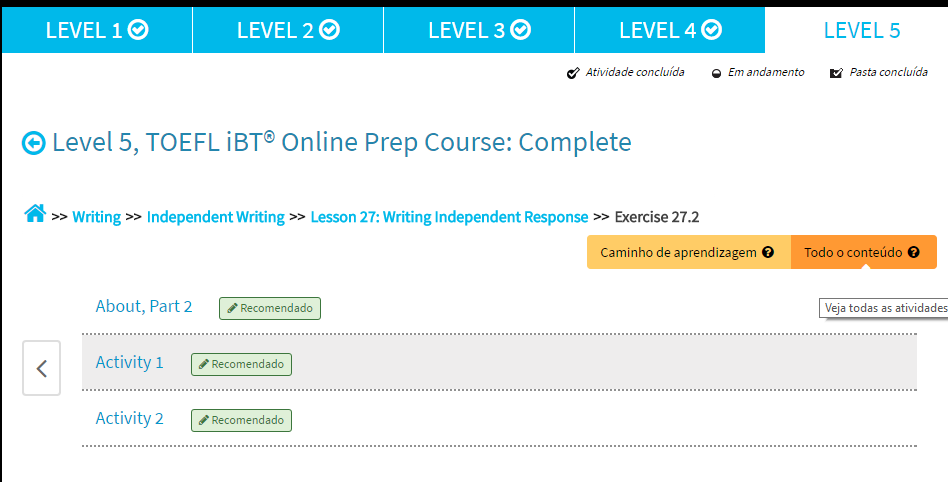 LEVEL 1 LEVEL 2 LEVEL 3 LEVEL 4 LEVEL 5
Atividade concluída Em andamento Pasta concluída
Level 5, TOEFL iBT® Online Prep Course: Complete
>> Writing >> Independent Writing >> Lesson 27: Writing Independent Response >> Exercise 27.2
Caminho de aprendizagem ? Todo o conteúdo ?
About, Part 2 Recomendado
Veja todas as atividades
Activity 1 Recomendado
Activity 2 Recomendado